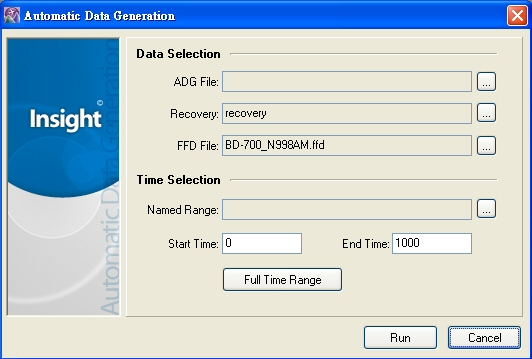 Automatic Data Generation
Insight©
Automatic Data Generation
Data Selection
ADG File:
...
Recovery: recovery
...
FFD File: BD-700_N998AM.ffd
...
Time Selection
Named Range:
...
Start Time: 0 End Time: 1000
Full Time Range
Run Cancel